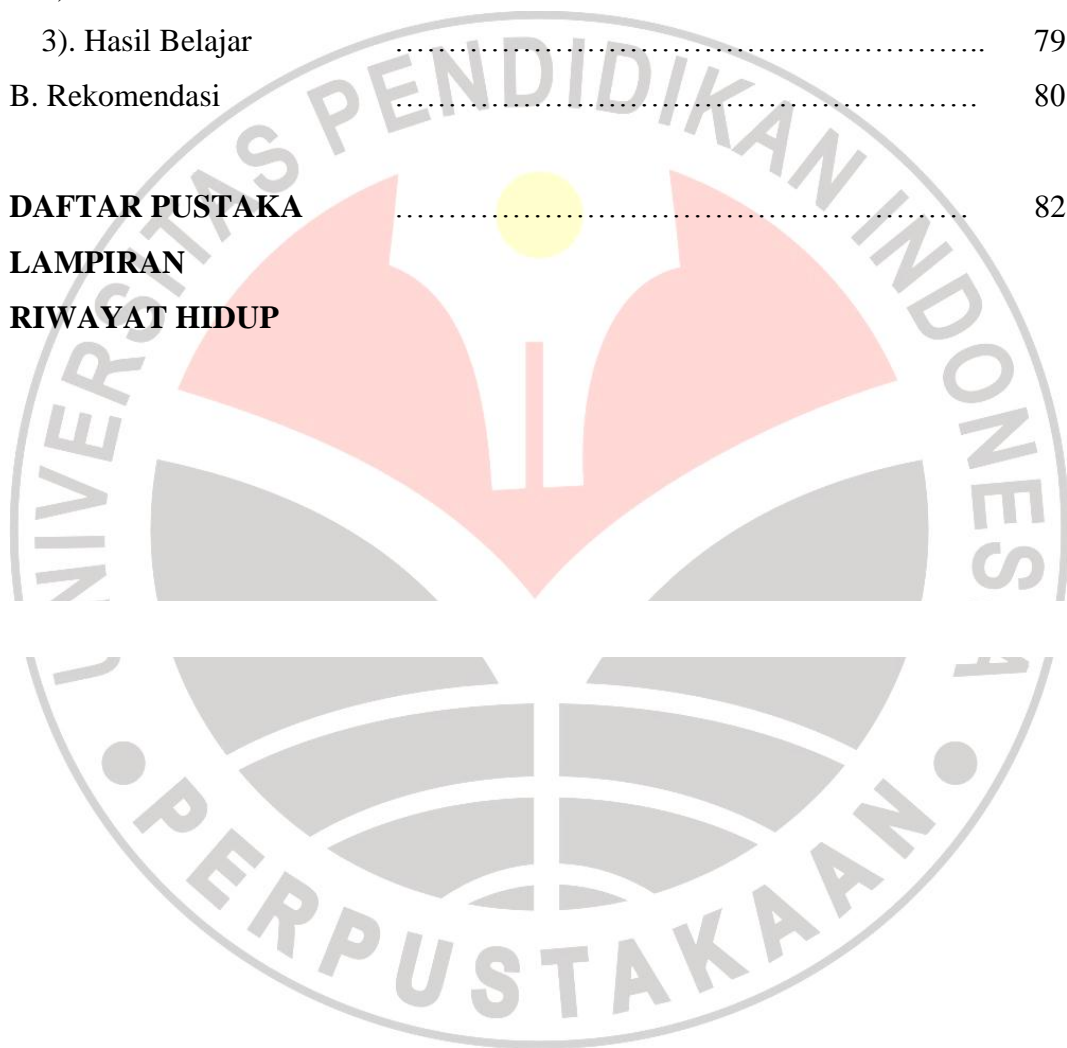 3). Hasil Belajar ………………………………………………….. 79
B. Rekomendasi …………………………………………………. 80
DAFTAR PUSTAKA ………………………………………………… 82
LAMPIRAN
RIWAYAT HIDUP
UNIVERSITAS PENDIDIKAN INDONESIA
PERPUSTAKAAN